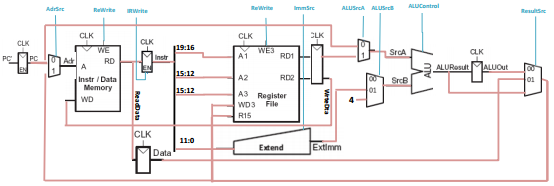 AdrSrc
ReWrite
IRWrite
ReWrite
ImmSrc
ALUSrcA
ALUSrcB
ALUControl
ResultSrc
CLK
CLK
CLK
CLK
CLK
PC'
PC
EN
0
1
Adr
WE
RD
A
Instr / Data
Memory
WD
EN
Instr
ReadData
19:16
15:12
15:12
11:0
A1
A2
A3
WD3
R15
WE3
RD1
RD2
Register
File
Extend
ExtImm
0
1
SrcA
00
01
4
SrcB
ALU
ALUResult
ALUOut
CLK
Data
00
01